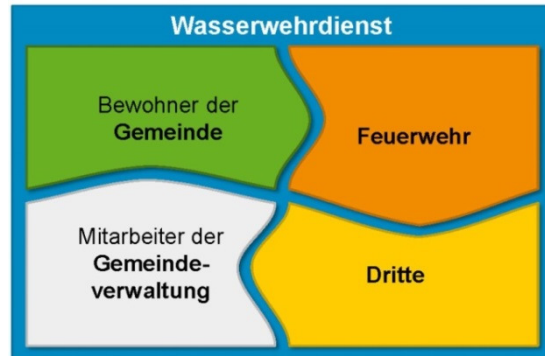 Wasserwehrdienst
Bewohner der
Gemeinde
Feuerwehr
Mitarbeiter der
Gemeinde-
verwaltung
Dritte